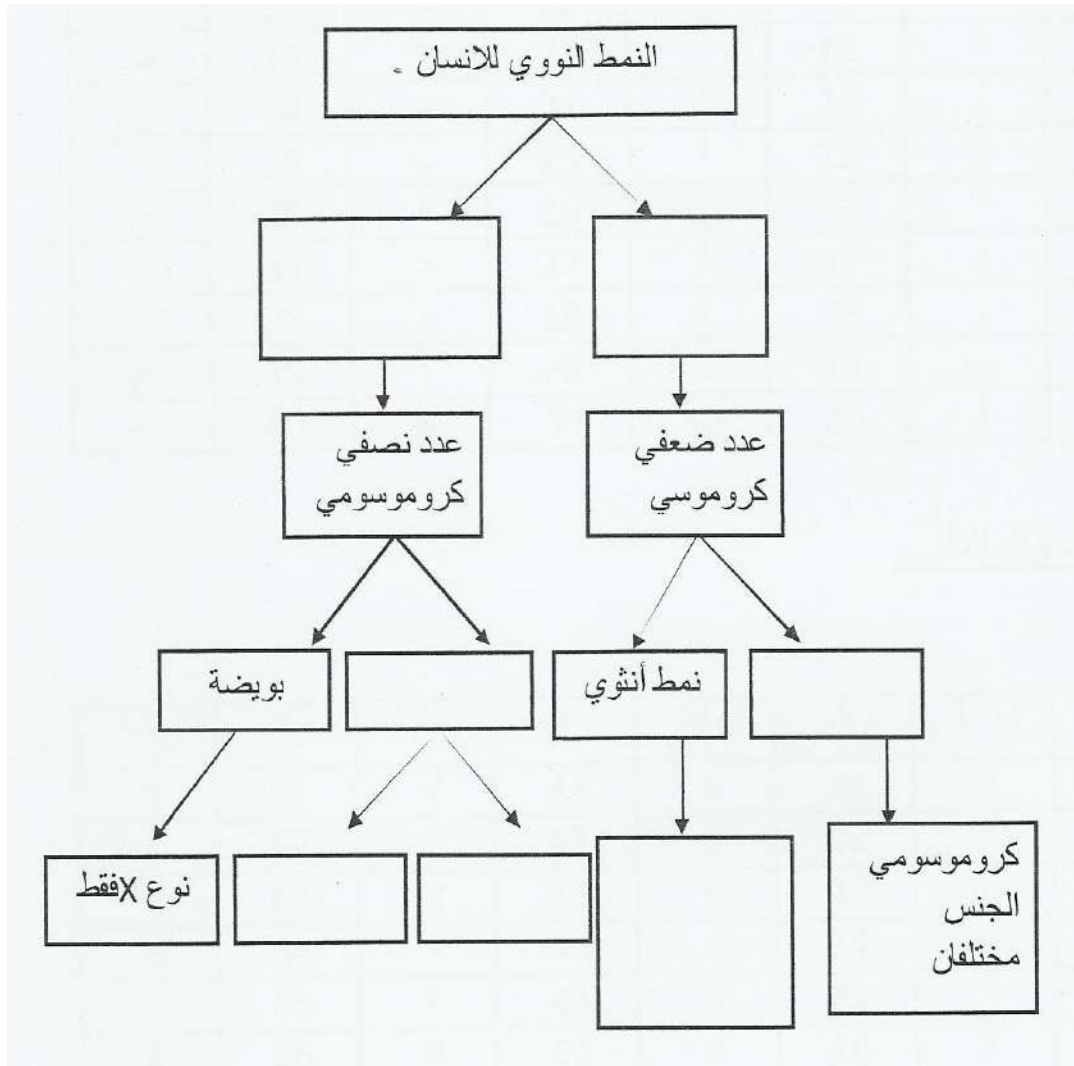 النمط النووي للانسان .
عدد ضعفي
كروموسي
عدد نصفي
كروموسومي
نمط أنثوي
بويضة
كروموسومي
الجنس
مختلفان
نوع Xفقط